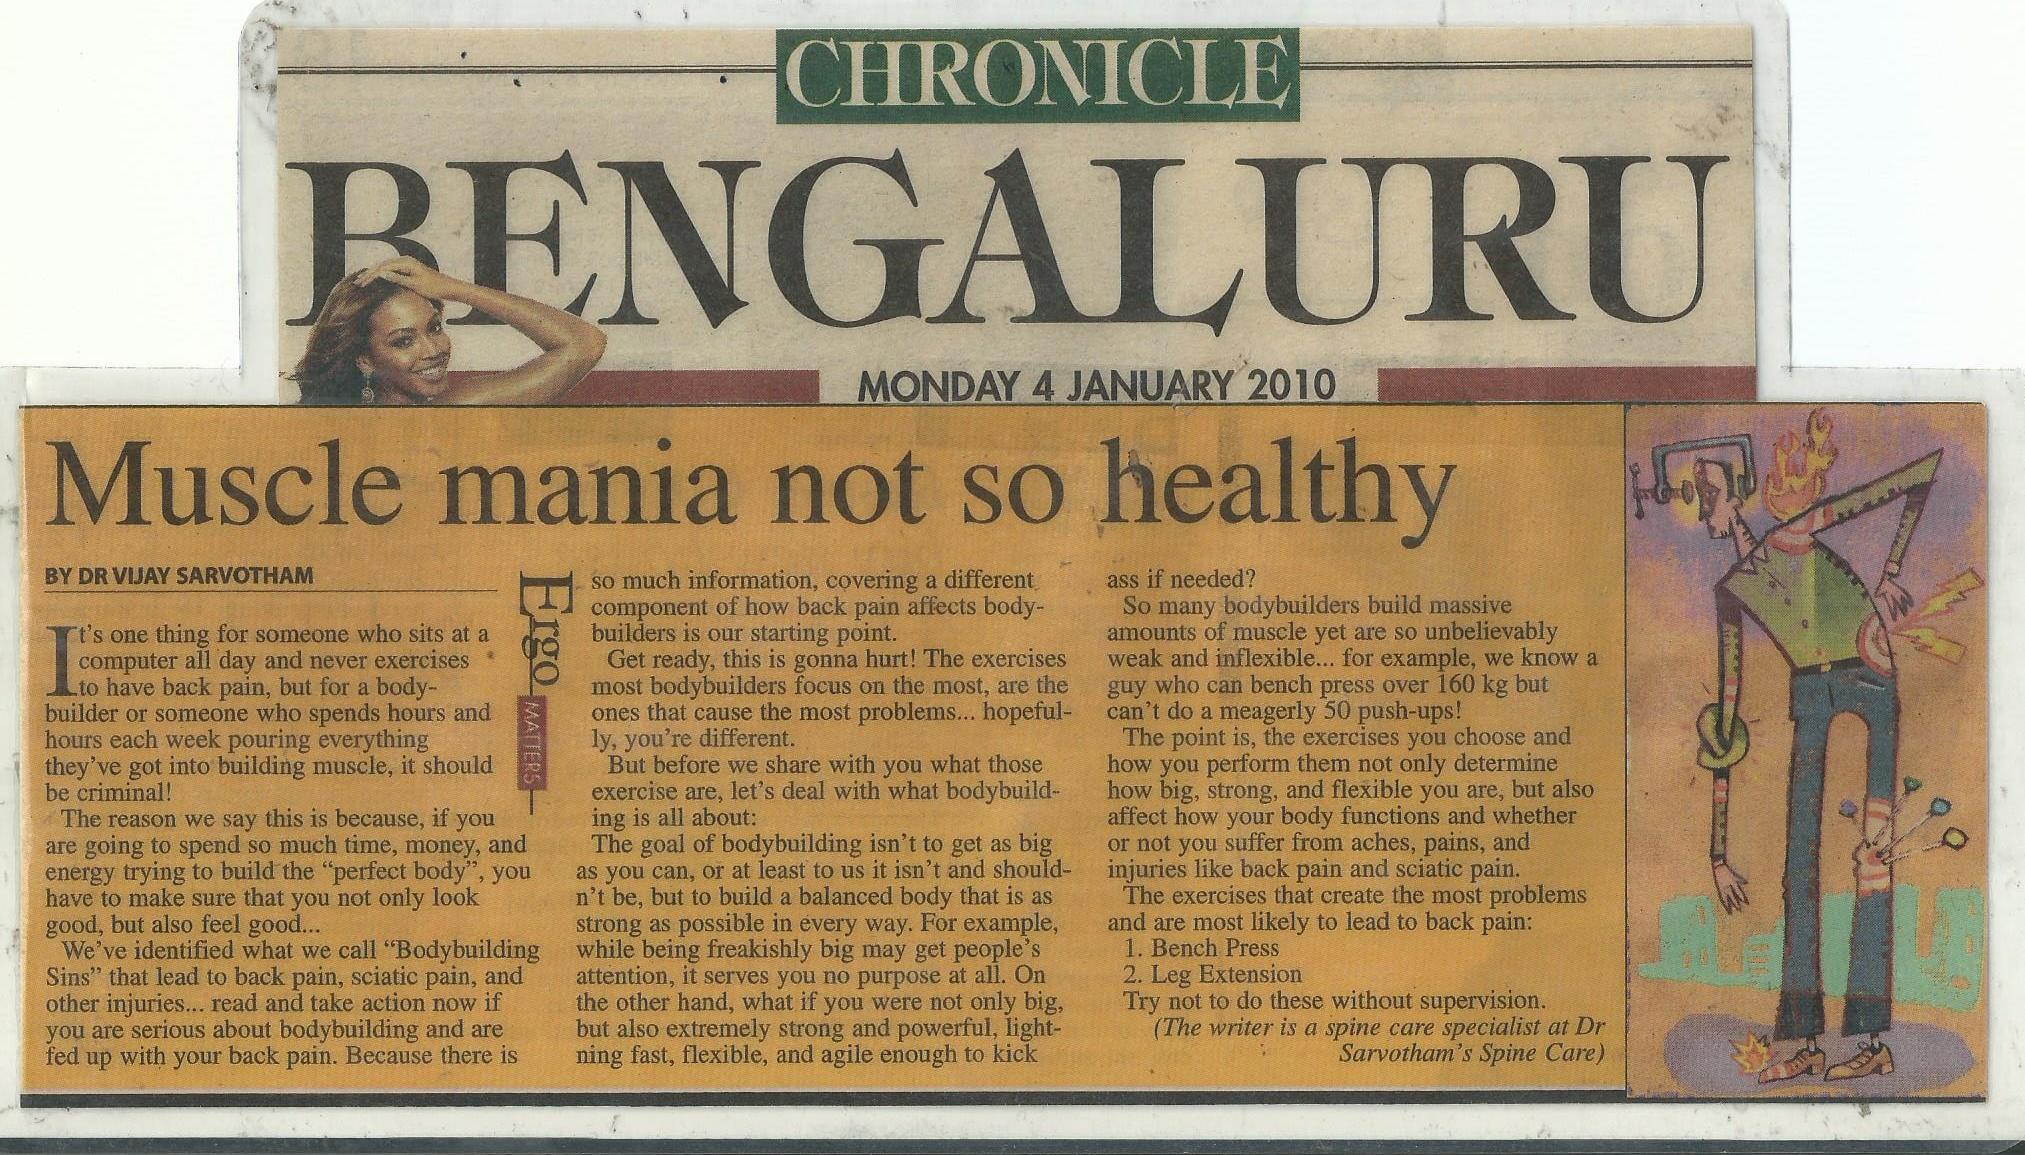 CHRONICLE
BENGALURU
MONDAY 4 JANUARY 2010
Muscle mania not so healthy
BY DR VIJAY SARVOTHAM
Ergo
MATTERS
It's one thing for someone who sits at a
computer all day and never exercises
to have back pain, but for a body-
builder or someone who spends hours and
hours each week pouring everything
they've got into building muscle, it should
be criminal!
The reason we say this is because, if you
are going to spend so much time, money, and
energy trying to build the “perfect body”, you
have to make sure that you not only look
good, but also feel good...
We've identified what we call “Bodybuilding
Sins” that lead to back pain, sciatic pain, and
other injuries... read and take action now if
you are serious about bodybuilding and are
fed up with your back pain. Because there is
so much information, covering a different
component of how back pain affects body-
builders is our starting point.
Get ready, this is gonna hurt! The exercises
most bodybuilders focus on the most, are the
ones that cause the most problems... hopeful-
ly, you're different.
But before we share with you what those
exercise are, let's deal with what bodybuild-
ing is all about:
The goal of bodybuilding isn't to get as big
as you can, or at least to us it isn't and should-
n't be, but to build a balanced body that is as
strong as possible in every way. For example,
while being freakishly big may get people's
attention, it serves you no purpose at all. On
the other hand, what if you were not only big,
but also extremely strong and powerful, light-
ning fast, flexible, and agile enough to kick
ass if needed?
So many bodybuilders build massive
amounts of muscle yet are so unbelievably
weak and inflexible... for example, we know a
guy who can bench press over 160 kg but
can't do a meagerly 50 push-ups!
The point is, the exercises you choose and
how you perform them not only determine
how big, strong, and flexible you are, but also
affect how your body functions and whether
or not you suffer from aches, pains, and
injuries like back pain and sciatic pain.
The exercises that create the most problems
and are most likely to lead to back pain:
1. Bench Press
2. Leg Extension
Try not to do these without supervision.
(The writer is a spine care specialist at Dr
Sarvotham's Spine Care)